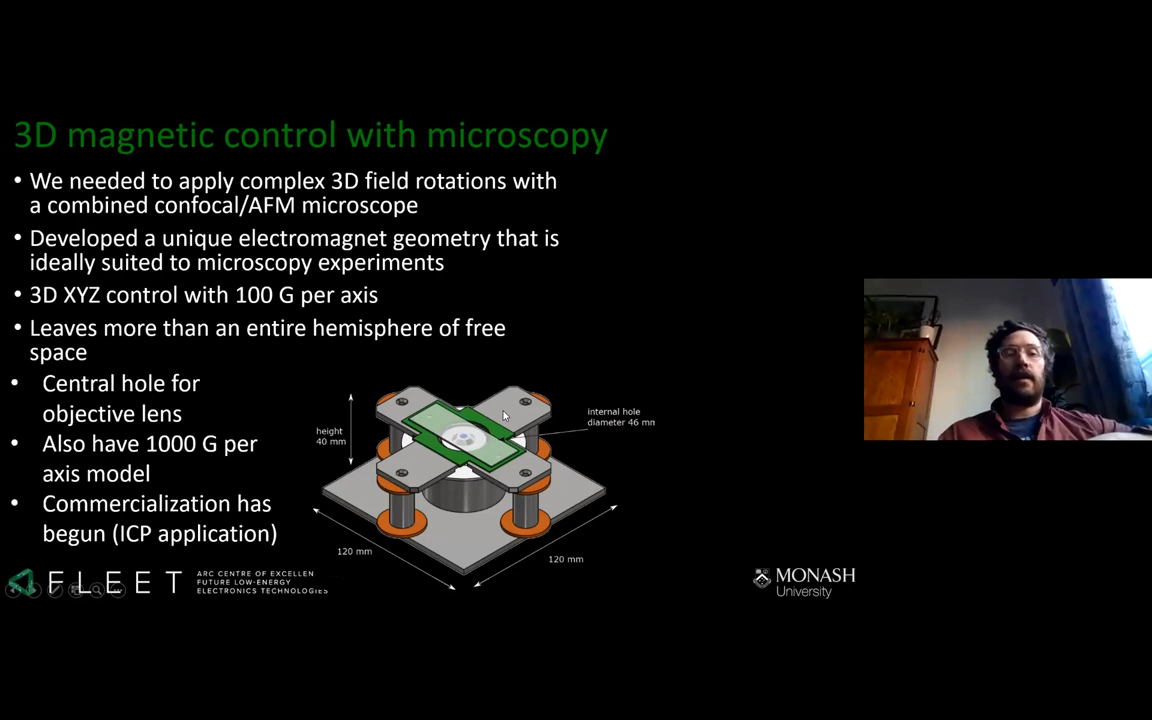 3D magnetic control with microscopy
• We needed to apply complex 3D field rotations with
a combined confocal/AFM microscope
• Developed a unique electromagnet geometry that is
ideally suited to microscopy experiments
• 3D XYZ control with 100 G per axis
• Leaves more than an entire hemisphere of free
space
• Central hole for
objective lens
• Also have 1000 G per
axis model
• Commercialization has
begun (ICP application)
height
40 mm
internal hole
diameter 46 mm
120 mm
120 mm
FLEET
ARC CENTRE OF EXCELLEN
FUTURE LOW-ENERGY
ELECTRONICS TECHNOLOGIES
MONASH
University